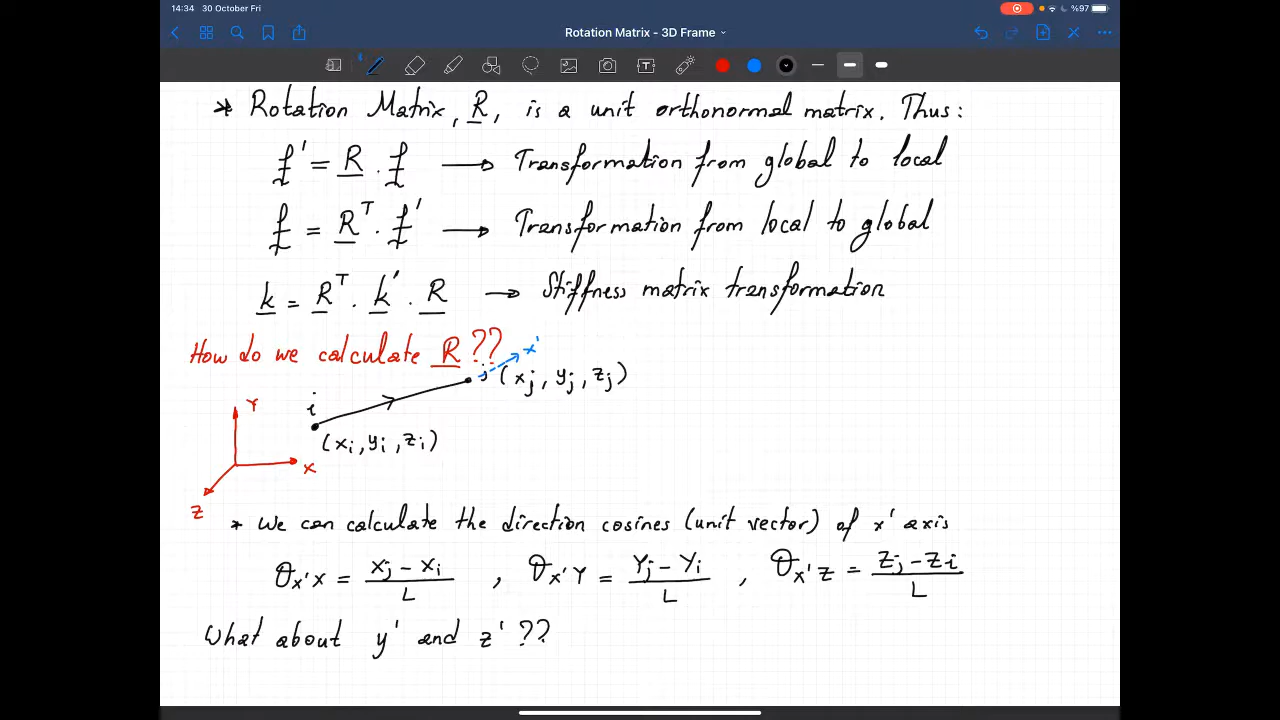 14:34 30 October Fri %97
Rotation Matrix - 3D Frame
* Rotation Matrix, R, is a unit orthonormal matrix. Thus:
f' = R . f → Transformation from global to local
f = Rᵀ . f' → Transformation from local to global
k = Rᵀ . k' . R → Stiffness matrix transformation
How do we calculate R??
x'
j (xj, yj, zj)
i
Y
(xi, yi, zi)
X
Z
* We can calculate the direction cosines (unit vector) of x' axis
θx'X = (Xj - Xi)/L , θx'Y = (Yj - Yi)/L , θx'Z = (Zj - Zi)/L
What about y' and z' ??